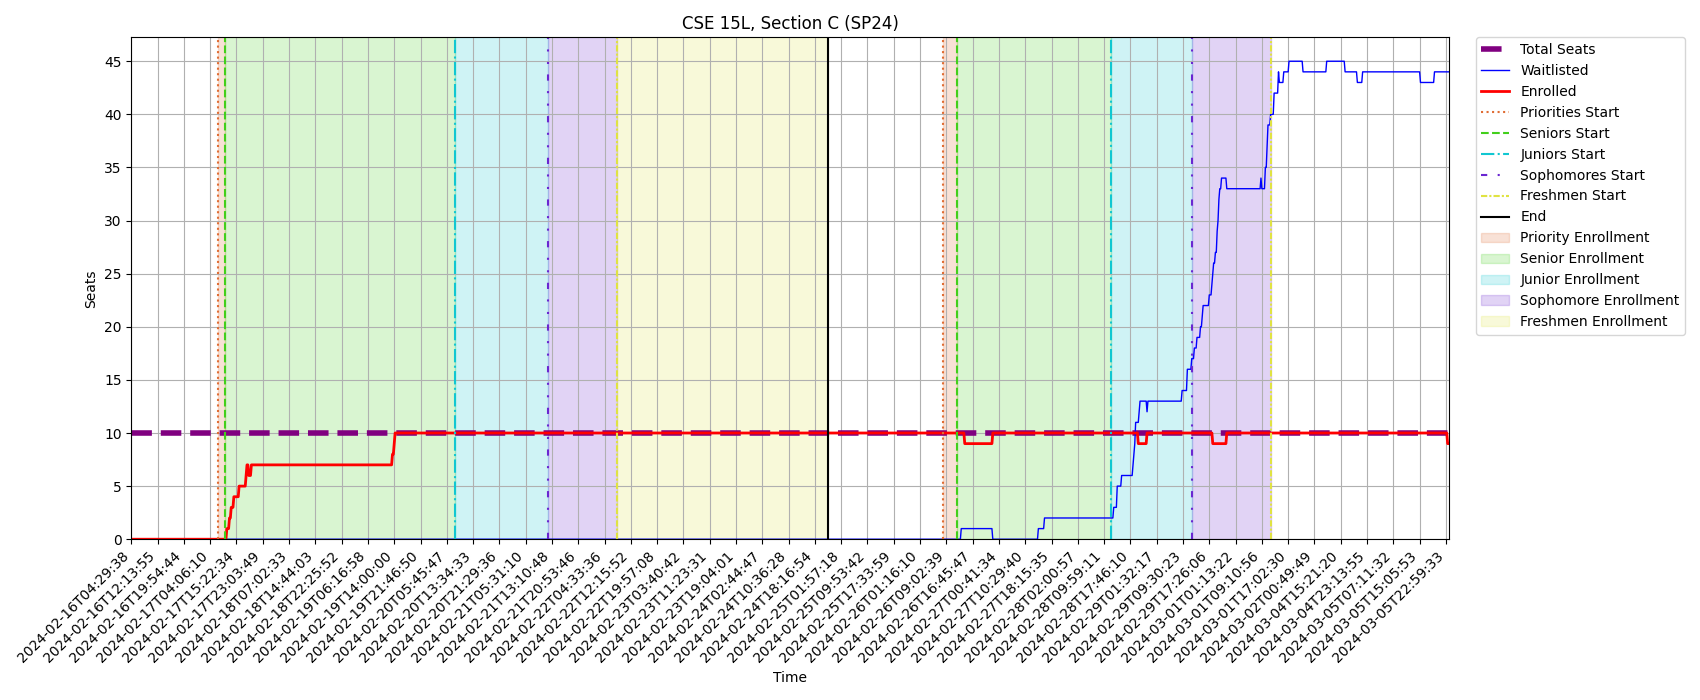 CSE 15L, Section C (SP24)
Seats
45
40
35
30
25
20
15
10
5
0
2024-02-16T04:29:38
2024-02-16T12:13:55
2024-02-16T19:54:44
2024-02-17T04:06:10
2024-02-17T15:22:34
2024-02-17T23:03:49
2024-02-18T07:02:33
2024-02-18T14:44:03
2024-02-18T22:25:52
2024-02-19T06:16:58
2024-02-19T14:00:00
2024-02-19T21:46:50
2024-02-20T05:45:47
2024-02-20T13:34:33
2024-02-20T21:29:36
2024-02-21T05:31:10
2024-02-21T13:10:48
2024-02-21T20:53:46
2024-02-22T04:33:36
2024-02-22T12:15:52
2024-02-22T19:57:08
2024-02-23T03:40:42
2024-02-23T11:23:31
2024-02-23T19:04:01
2024-02-24T02:44:47
2024-02-24T10:36:28
2024-02-24T18:16:54
2024-02-25T01:57:18
2024-02-25T09:53:42
2024-02-25T17:33:59
2024-02-26T01:16:10
2024-02-26T09:02:39
2024-02-26T16:45:47
2024-02-27T00:41:34
2024-02-27T10:29:40
2024-02-27T18:15:35
2024-02-28T02:00:57
2024-02-28T09:59:11
2024-02-28T17:46:10
2024-02-29T01:32:17
2024-02-29T09:30:23
2024-02-29T17:26:06
2024-03-01T01:13:22
2024-03-01T09:10:56
2024-03-01T17:02:30
2024-03-02T00:49:49
2024-03-04T15:21:20
2024-03-04T23:13:55
2024-03-05T07:11:32
2024-03-05T15:05:53
2024-03-05T22:59:33
Time
Total Seats
Waitlisted
Enrolled
Priorities Start
Seniors Start
Juniors Start
Sophomores Start
Freshmen Start
End
Priority Enrollment
Senior Enrollment
Junior Enrollment
Sophomore Enrollment
Freshmen Enrollment